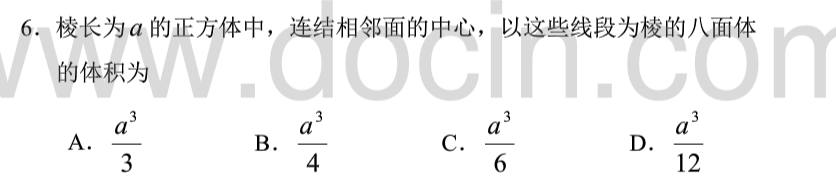 6．棱长为a的正方体中，连结相邻面的中心，以这些线段为棱的八面体
的体积为
A． a³/3 B． a³/4 C． a³/6 D． a³/12
www.docin.com